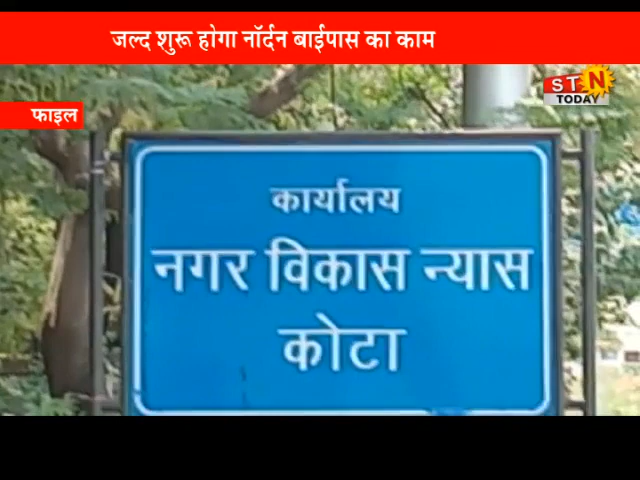 जल्द शुरू होगा नॉर्दन बाईपास का काम
STN
TODAY
फाइल
कार्यालय
नगर विकास न्यास
कोटा